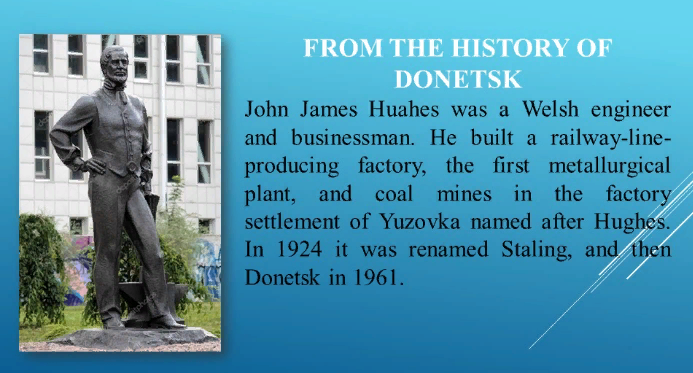 FROM THE HISTORY OF
DONETSK
John James Huahes was a Welsh engineer
and businessman. He built a railway-line-
producing factory, the first metallurgical
plant, and coal mines in the factory
settlement of Yuzovka named after Hughes.
In 1924 it was renamed Staling, and then
Donetsk in 1961.